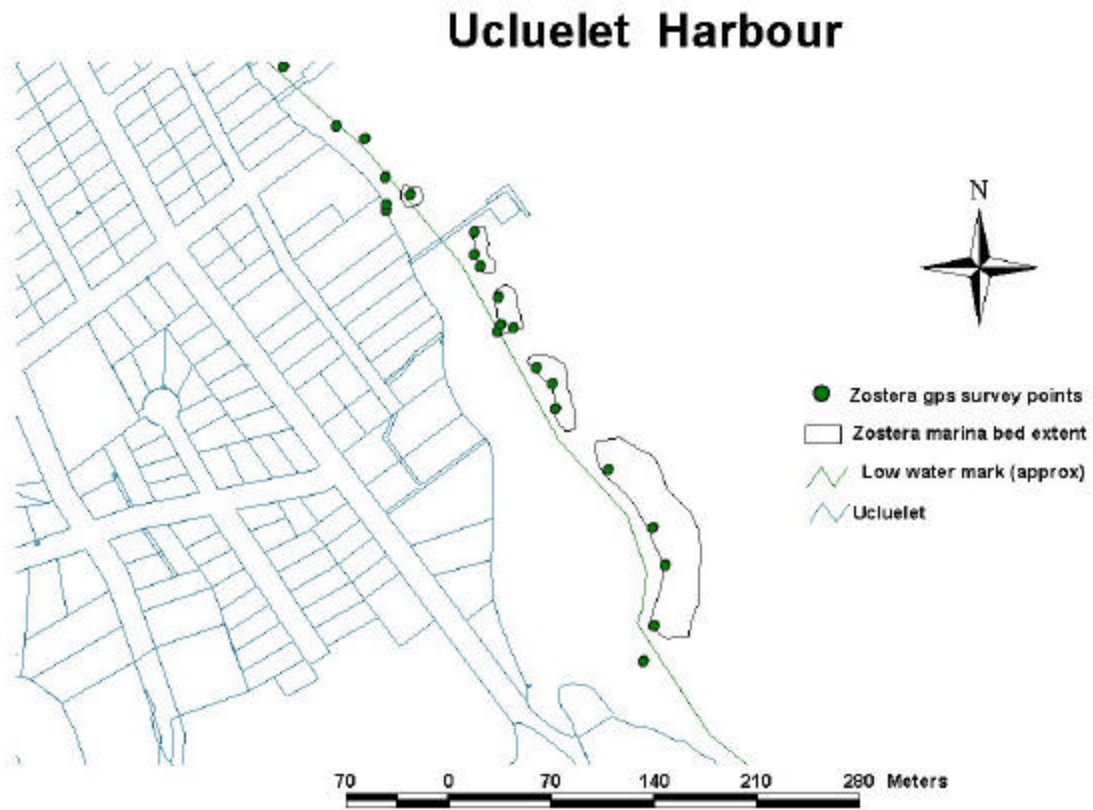 Ucluelet Harbour
N
Zostera gps survey points
Zostera marina bed extent
Low water mark (approx)
Ucluelet
70 0 70 140 210 280 Meters